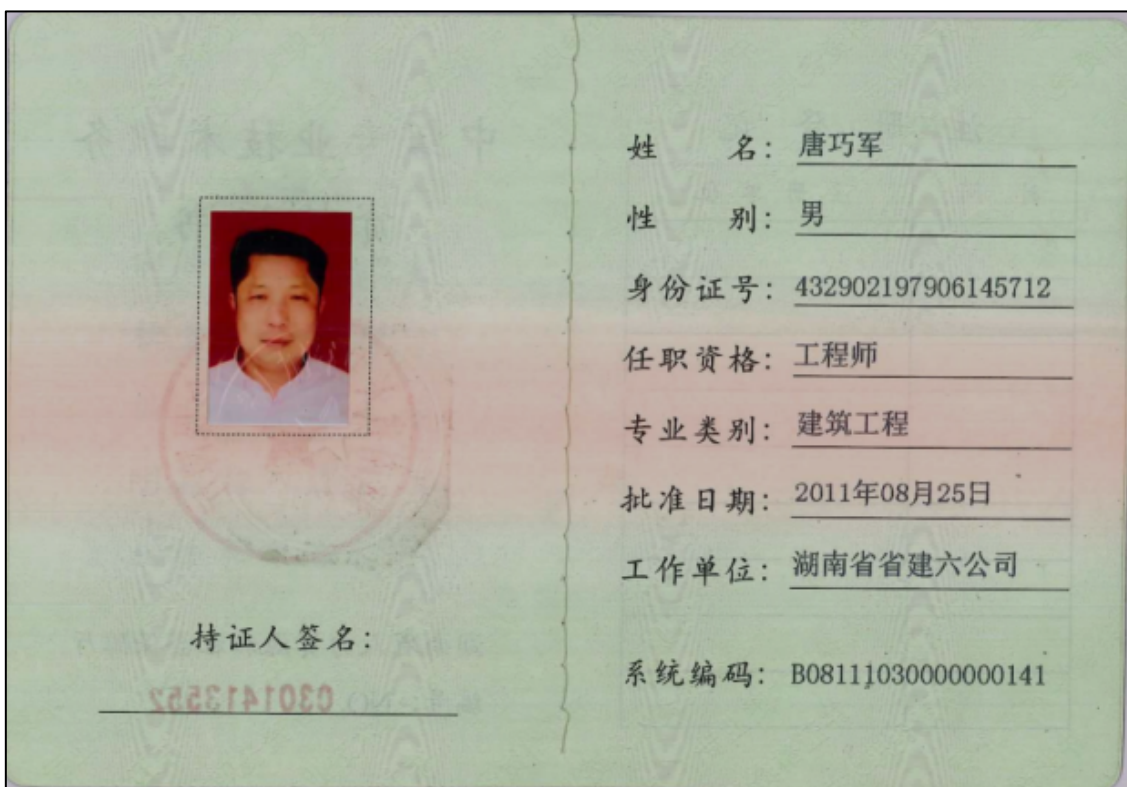 持证人签名:
姓 名: 唐巧军
性 别: 男
身份证号: 432902197906145712
任职资格: 工程师
专业类别: 建筑工程
批准日期: 2011年08月25日
工作单位: 湖南省省建六公司
系统编码: B08111030000000141